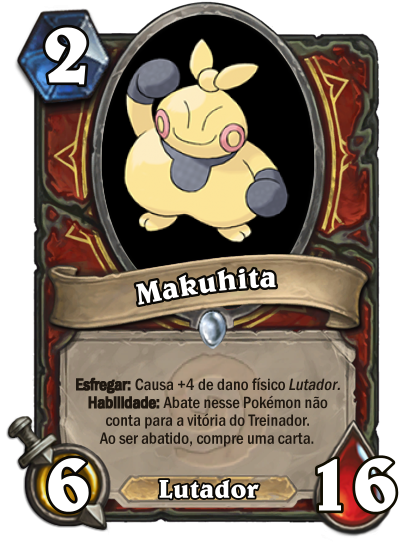 2
Makuhita
Esfregar: Causa +4 de dano físico Lutador.
Habilidade: Abate nesse Pokémon não
conta para a vitória do Treinador.
Ao ser abatido, compre uma carta.
6
Lutador
16